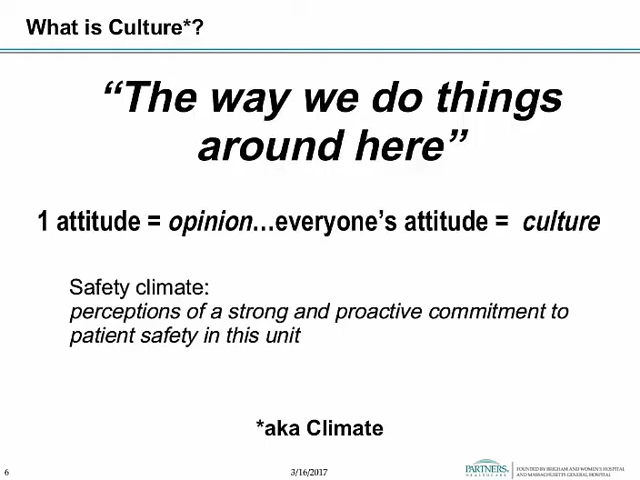 What is Culture*?
“The way we do things
around here”
1 attitude = opinion…everyone’s attitude = culture
Safety climate:
perceptions of a strong and proactive commitment to
patient safety in this unit
*aka Climate
6
3/16/2017
PARTNERS
HEALTHCARE
FOUNDED BY BRIGHAM AND WOMEN'S HOSPITAL
AND MASSACHUSETTS GENERAL HOSPITAL